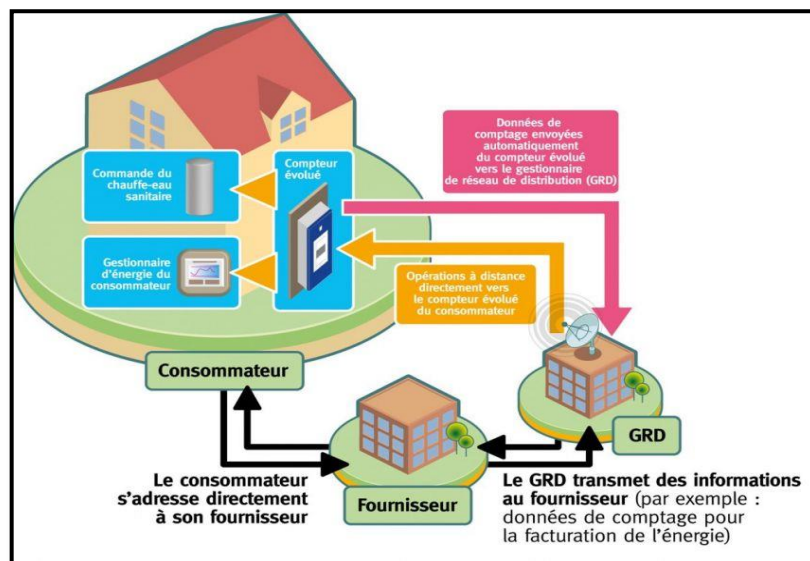 Données de
comptage envoyées
automatiquement
du compteur évolué
vers le gestionnaire
de réseau de distribution (GRD)
Commande du
chauffe-eau
sanitaire
Compteur
évolué
Gestionnaire
d'énergie du
consommateur
Opérations à distance
directement vers
le compteur évolué
du consommateur
Consommateur
GRD
Le consommateur
s'adresse directement
à son fournisseur
Fournisseur
Le GRD transmet des informations
au fournisseur (par exemple :
données de comptage pour
la facturation de l'énergie)